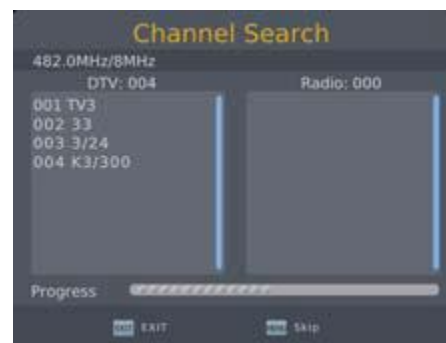 Channel Search
482.0MHz/8MHz
DTV: 004
Radio: 000
001 TV3
002 33
003 3/24
004 K3/300
Progress
EXIT EXIT
Skip